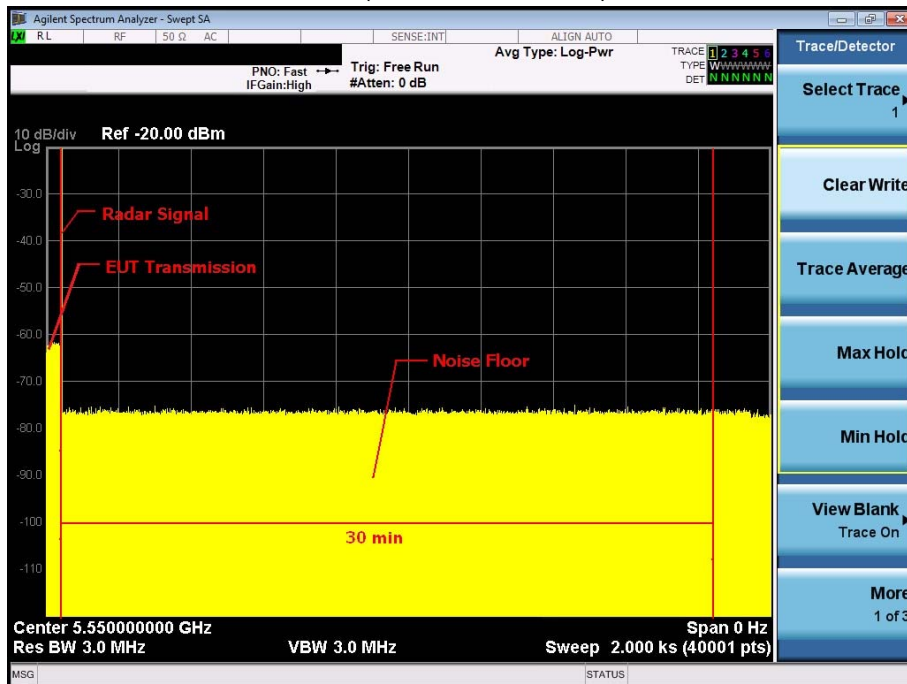 Agilent Spectrum Analyzer - Swept SA
LXI RL RF 50 Ω AC SENSE:INT ALIGN AUTO
Avg Type: Log-Pwr
TRACE 1 2 3 4 5 6
PNO: Fast Trig: Free Run TYPE WWWWWW
IFGain:High #Atten: 0 dB DET N N N N N N
10 dB/div Ref -20.00 dBm
Log
-30.0
Radar Signal
-40.0
EUT Transmission
-50.0
-60.0
Noise Floor
-70.0
-80.0
-90.0
-100
30 min
-110
Center 5.550000000 GHz Span 0 Hz
Res BW 3.0 MHz VBW 3.0 MHz Sweep 2.000 ks (40001 pts)
MSG STATUS
Trace/Detector
Select Trace
1
Clear Write
Trace Average
Max Hold
Min Hold
View Blank
Trace On
More
1 of 3